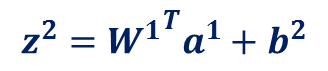 z² = W¹ᵀa¹ + b²